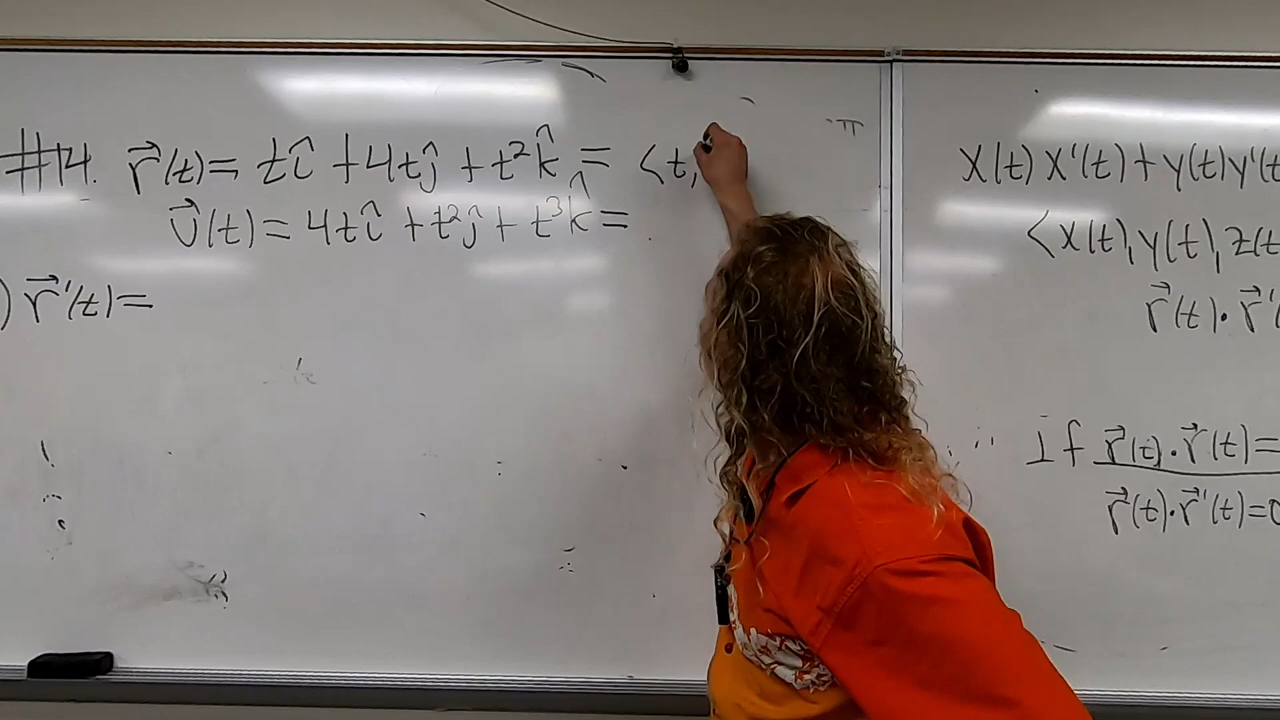 #14. r⃗(t) = tî + 4tĵ + t²k̂ = <t,
u⃗(t) = 4tî + t²ĵ + t³k̂ =
) r⃗'(t) =
π
x(t)x'(t) + y(t)y'(t
<x(t), y(t), z(t
r⃗(t)·r⃗'(
∴ If r⃗(t)·r⃗'(t) =
r⃗(t)·r⃗'(t) = 0